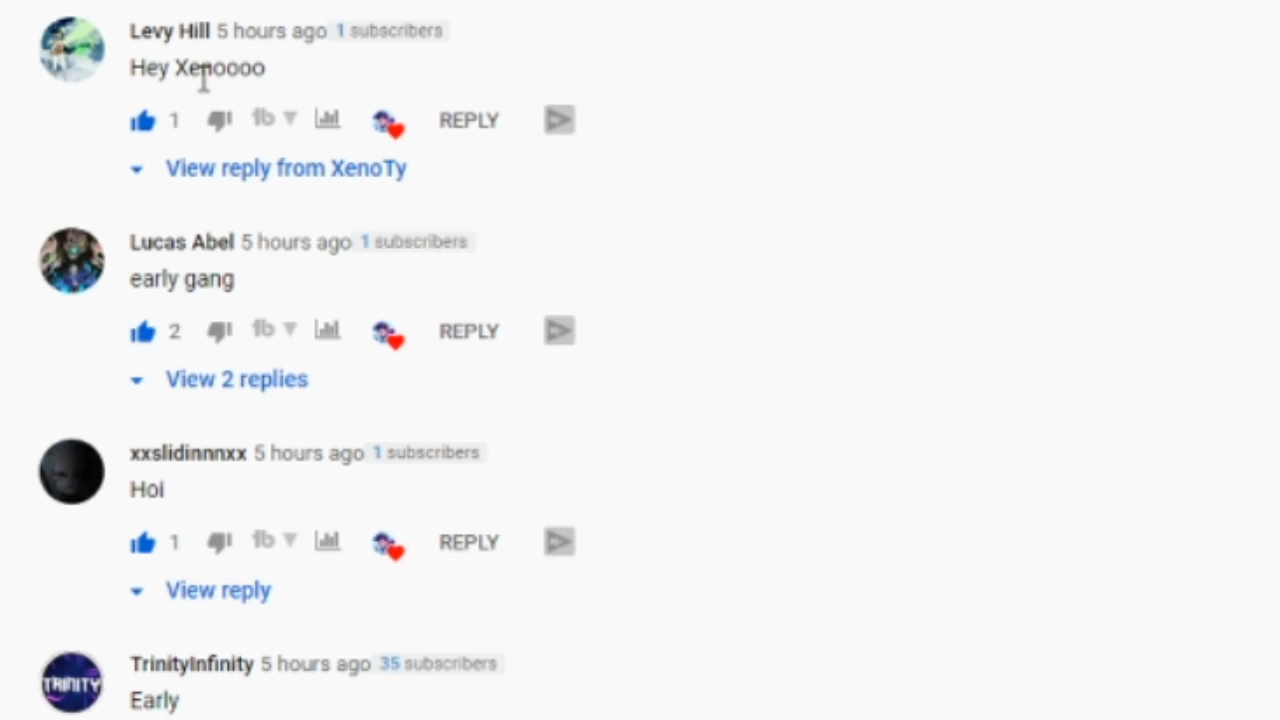 Levy Hill 5 hours ago 1 subscribers
Hey Xenoooo
1 REPLY
View reply from XenoTy
Lucas Abel 5 hours ago 1 subscribers
early gang
2 REPLY
View 2 replies
xxslidinnnxx 5 hours ago 1 subscribers
Hoi
1 REPLY
View reply
TrinityInfinity 5 hours ago 35 subscribers
TRINITY
Early